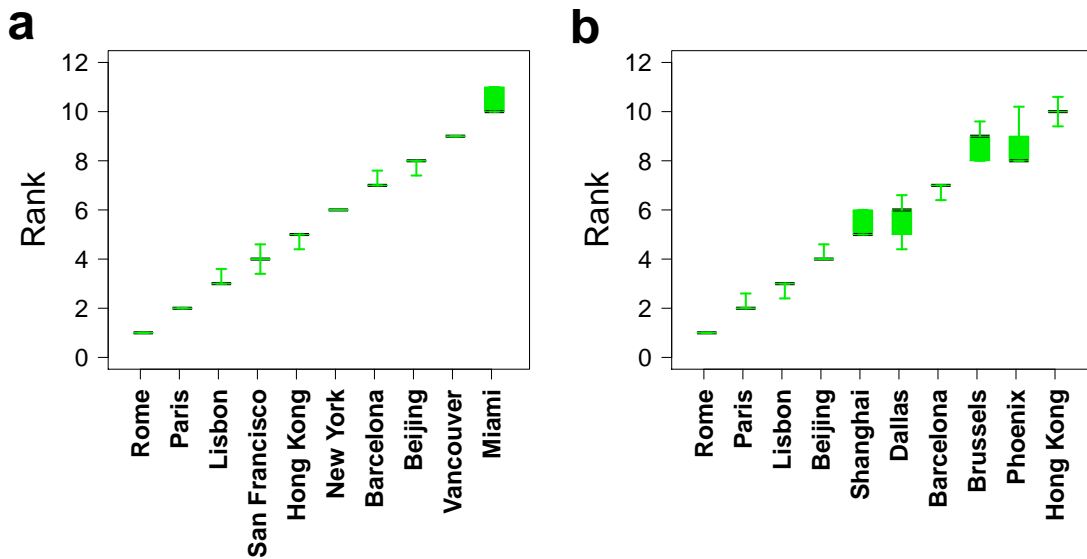 a
Rank
12
10
8
6
4
2
0
Rome
Paris
Lisbon
San Francisco
Hong Kong
New York
Barcelona
Beijing
Vancouver
Miami
b
Rank
12
10
8
6
4
2
0
Rome
Paris
Lisbon
Beijing
Shanghai
Dallas
Barcelona
Brussels
Phoenix
Hong Kong